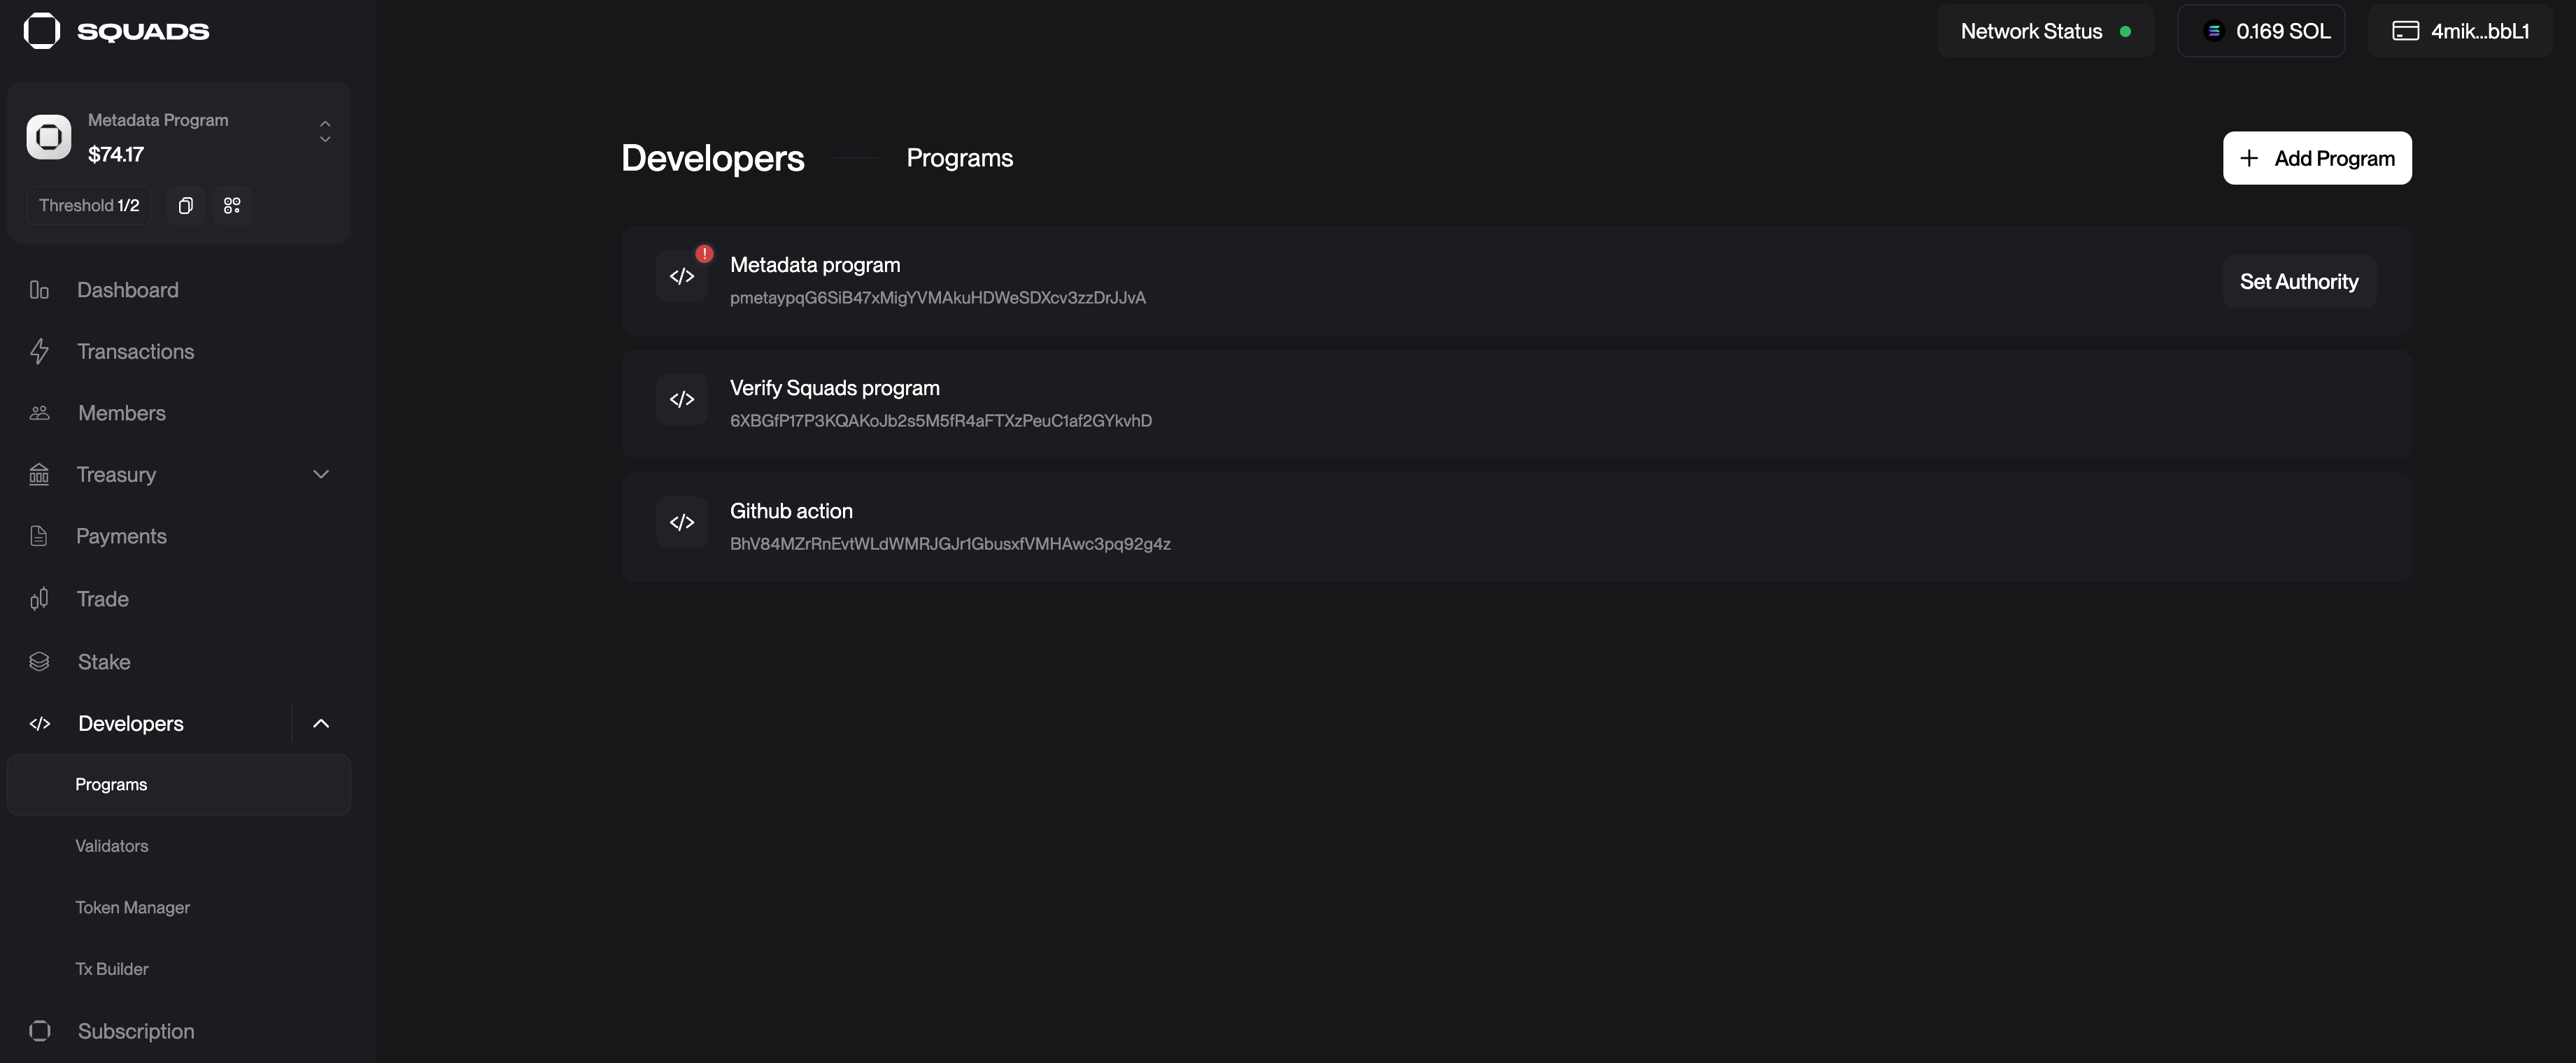 SQUADS
Network Status
0.169 SOL
4mik...bbL1
Metadata Program
$74.17
Threshold 1/2
Dashboard
Transactions
Members
Treasury
Payments
Trade
Stake
Developers
Programs
Validators
Token Manager
Tx Builder
Subscription
Developers
Programs
+ Add Program
Metadata program
pmetaypqG6SiB47xMigYVMAkuHDWeSDXcv3zzDrJJvA
Set Authority
Verify Squads program
6XBGfP17P3KQAKoJb2s5M5fR4aFTXzPeuC1af2GYkvhD
Github action
BhV84MZrRnEvtWLdWMRJGJr1GbusxfVMHAwc3pq92g4z